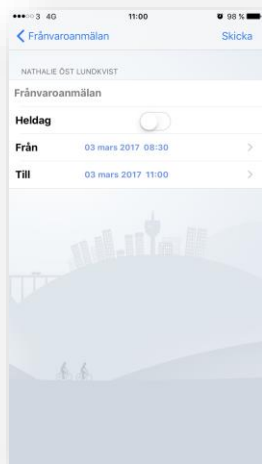 3 4G 11:00 98 %
Frånvaroanmälan Skicka
NATHALIE ÖST LUNDKVIST
Frånvaroanmälan
Heldag
Från 03 mars 2017 08:30
Till 03 mars 2017 11:00